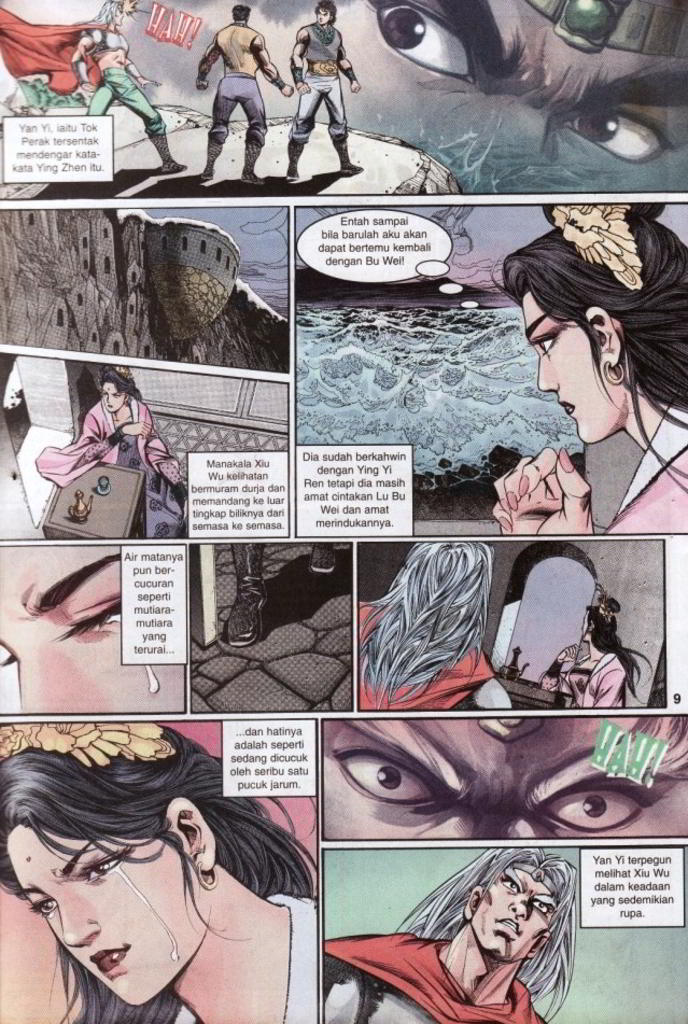 HAH!
Yan Yi, iaitu Tok
Perak tersentak
mendengar kata-
kata Ying Zhen itu.
Entah sampai
bila barulah aku akan
dapat bertemu kembali
dengan Bu Wei!
Manakala Xiu
Wu kelihatan
bermuram durja dan
memandang ke luar
tingkap biliknya dari
semasa ke semasa.
Dia sudah berkahwin
dengan Ying Yi
Ren tetapi dia masih
amat cintakan Lu Bu
Wei dan amat
merindukannya.
Air matanya
pun ber-
cucuran
seperti
mutiara-
mutiara
yang
terurai...
9
...dan hatinya
adalah seperti
sedang dicucuk
oleh seribu satu
pucuk jarum.
HAH!
Yan Yi terpegun
melihat Xiu Wu
dalam keadaan
yang sedemikian
rupa.